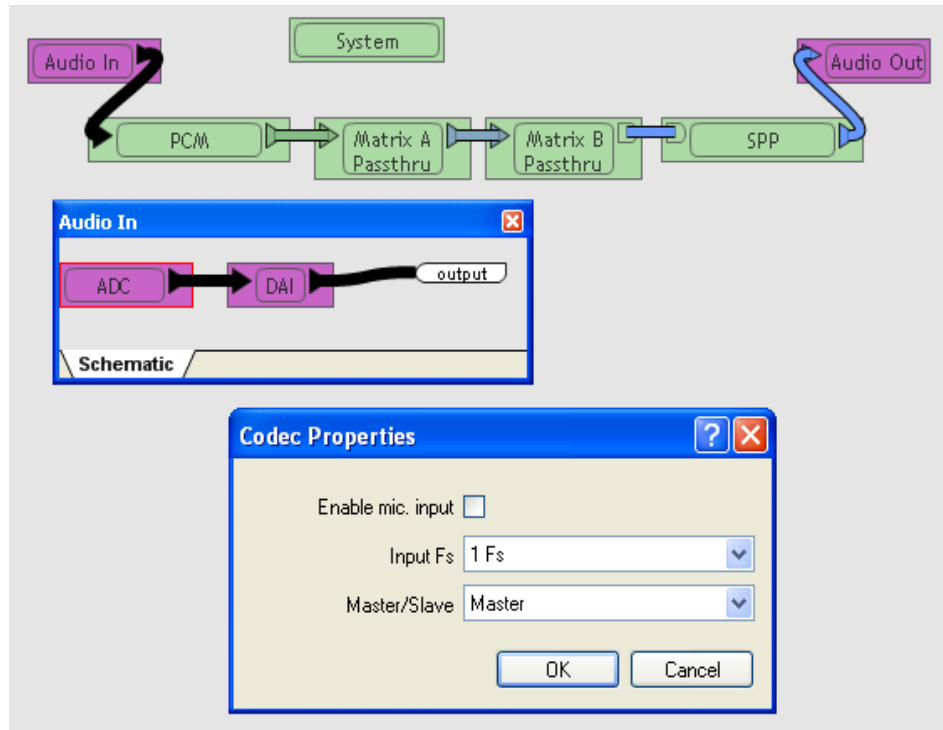 System
Audio In
Audio Out
PCM
Matrix A
Passthru
Matrix B
Passthru
SPP
Audio In
ADC
DAI
output
Schematic
Codec Properties
?
Enable mic. input
Input Fs 1 Fs
Master/Slave Master
OK Cancel